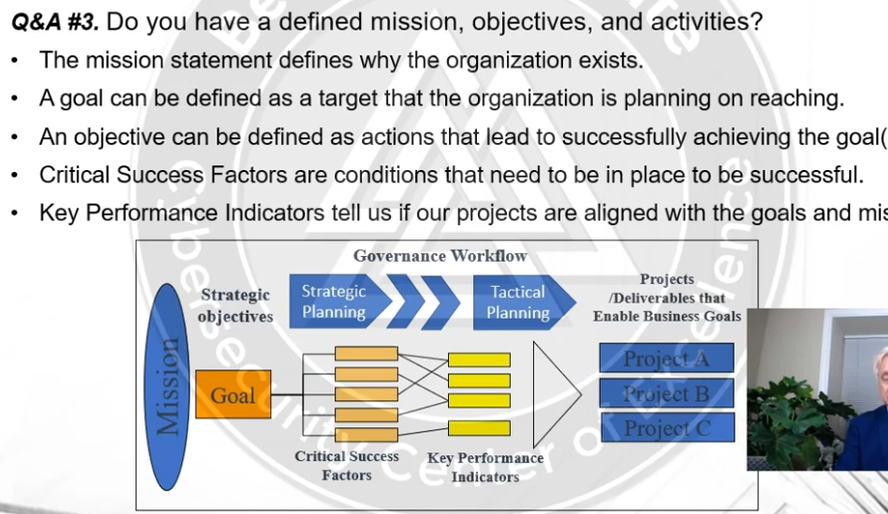 Q&A #3. Do you have a defined mission, objectives, and activities?
• The mission statement defines why the organization exists.
• A goal can be defined as a target that the organization is planning on reaching.
• An objective can be defined as actions that lead to successfully achieving the goal(
• Critical Success Factors are conditions that need to be in place to be successful.
• Key Performance Indicators tell us if our projects are aligned with the goals and mis
Governance Workflow
Mission
Strategic
objectives
Strategic
Planning
Tactical
Planning
Projects
/Deliverables that
Enable Business Goals
Goal
Project A
Project B
Project C
Critical Success
Factors
Key Performance
Indicators
Cybersecurity Center of Excellence